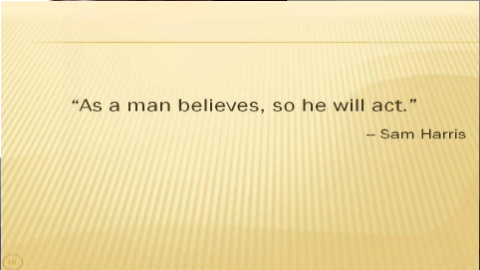 “As a man believes, so he will act.”
– Sam Harris